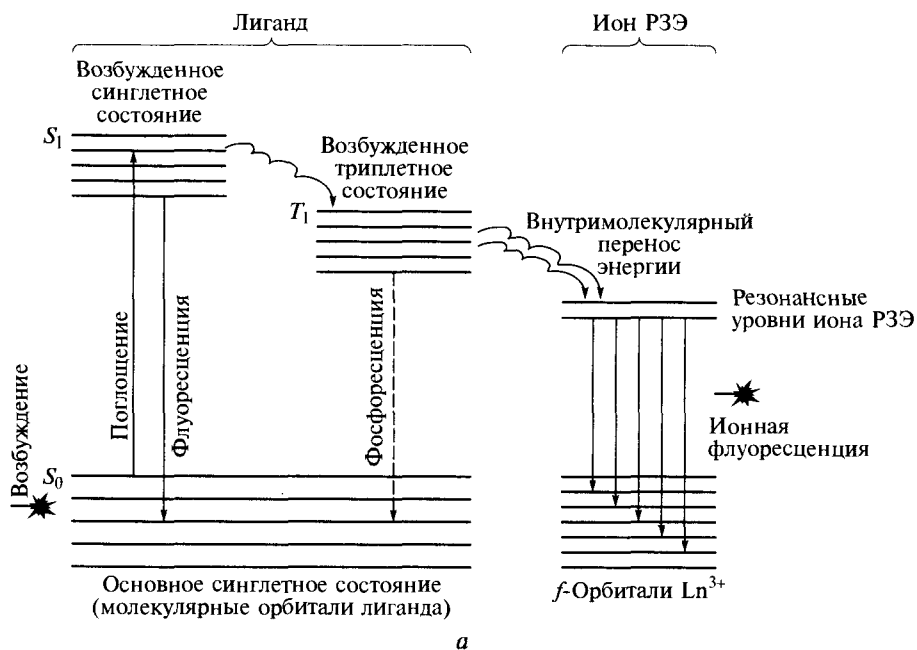 Лиганд
Ион РЗЭ
Возбужденное
синглетное
состояние
S₁
Возбужденное
триплетное
состояние
T₁
Внутримолекулярный
перенос
энергии
Резонансные
уровни иона РЗЭ
Возбуждение
Поглощение
Флуоресценция
Фосфоресценция
Ионная
флуоресценция
S₀
Основное синглетное состояние
(молекулярные орбитали лиганда)
f-Орбитали Ln³⁺
а